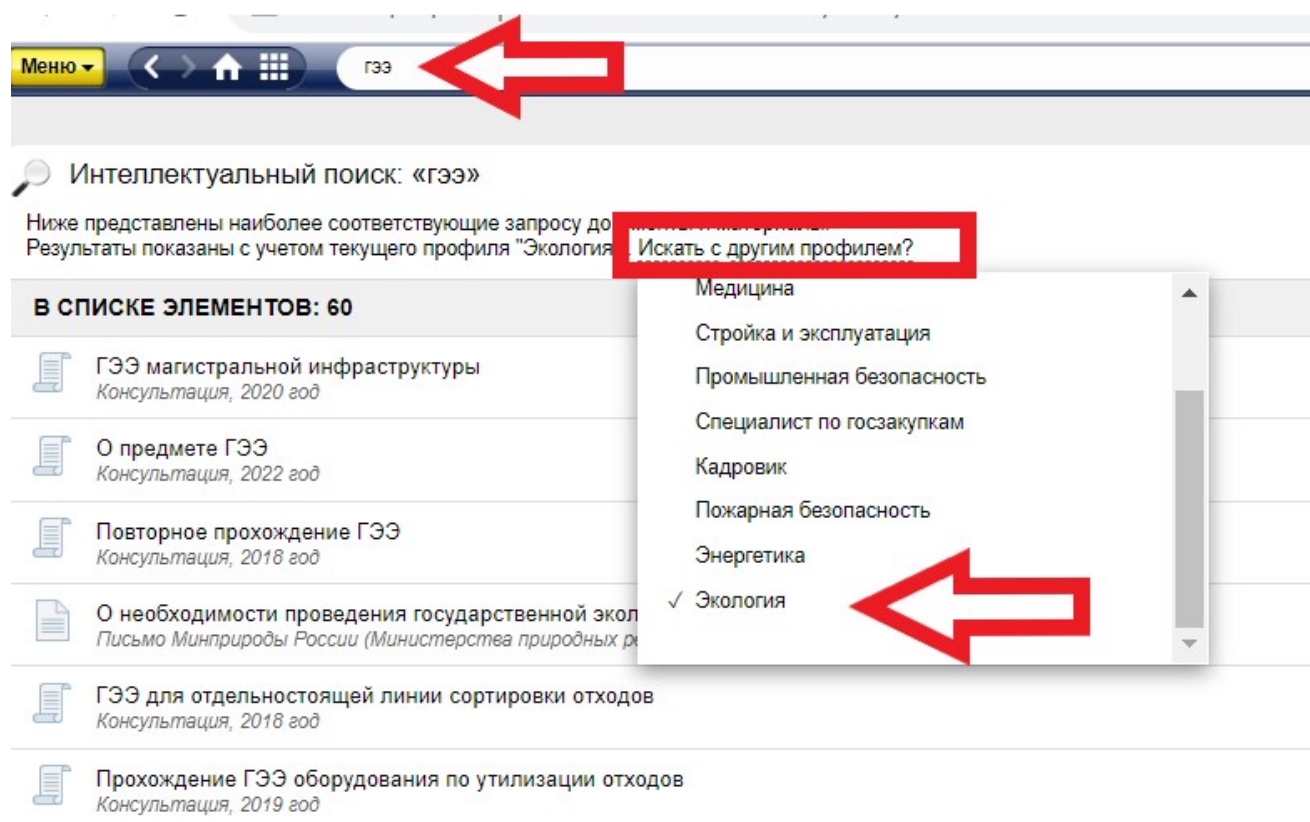 Меню
гээ
Интеллектуальный поиск: «гээ»
Ниже представлены наиболее соответствующие запросу
Результаты показаны с учетом текущего профиля "Экология Искать с другим профилем?
В СПИСКЕ ЭЛЕМЕНТОВ: 60
ГЭЭ магистральной инфраструктуры
Консультация, 2020 год
О предмете ГЭЭ
Консультация, 2022 год
Повторное прохождение ГЭЭ
Консультация, 2018 год
О необходимости проведения государственной экол
Письмо Минприроды России (Министерства природных
ГЭЭ для отдельностоящей линии сортировки отходов
Консультация, 2018 год
Прохождение ГЭЭ оборудования по утилизации отходов
Консультация, 2019 год
Медицина
Стройка и эксплуатация
Промышленная безопасность
Специалист по госзакупкам
Кадровик
Пожарная безопасность
Энергетика
✓ Экология